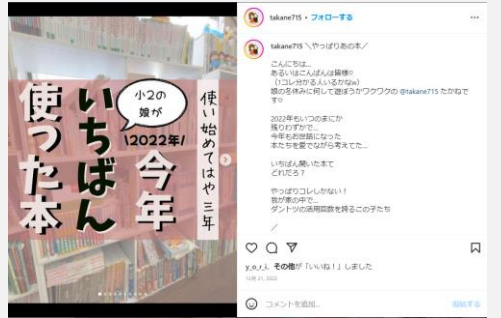 使い始めてはや三年
小2の
娘が
\2022年/
今年
いちばん
使った本
takane715 • フォローする
takane715 ＼やっぱりあの本／
こんにちは…
あるいはこんばんは皆様♡
（1コレ分かる人いるかなw）
娘の冬休みに何して遊ぼうかワクワクの @takane715 たかねで
す♡
2022年もいつのまにか
残りわずかで…
今年もお世話になった
本たちを愛でながら考えてた…
いちばん開いた本て
どれだろ？
やっぱりコレしかない！
我が家の中で…
ダントツの活用回数を誇るこの子たち
／
y_o_r_i、その他が「いいね！」しました
12月 21, 2022
コメントを追加...
投稿する